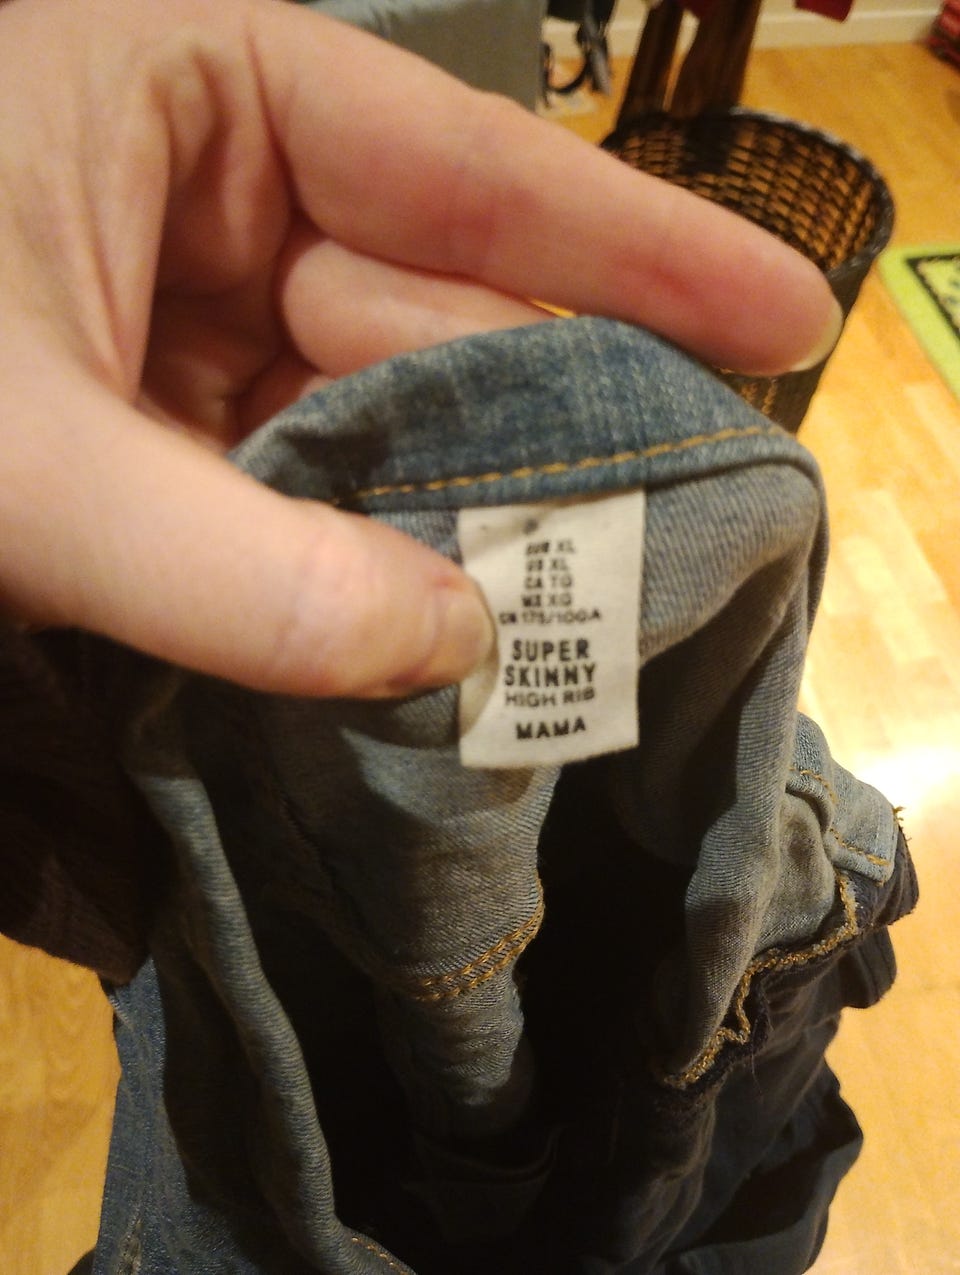 EUR XL
US XL
CA TG
MX XG
CN 175/100A
SUPER
SKINNY
HIGH RIB
MAMA